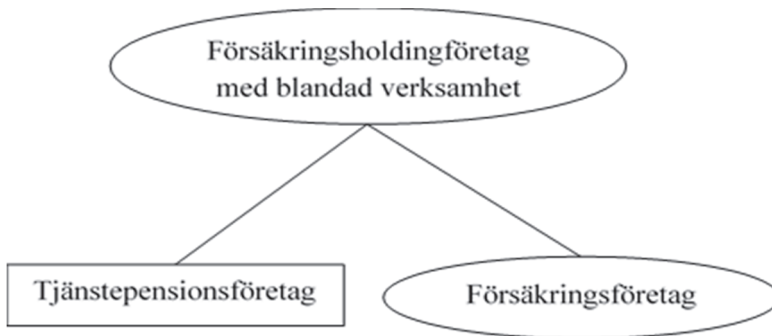 Försäkringsholdingföretag
med blandad verksamhet
Tjänstepensionsföretag
Försäkringsföretag